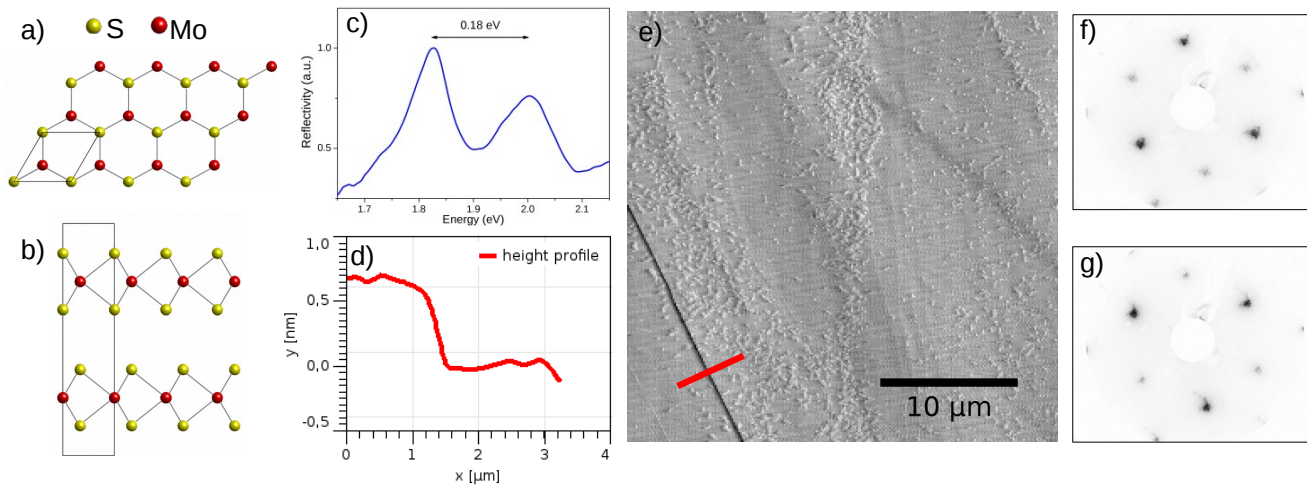 a) S Mo
b)
c)
0.18 eV
1.0
0.5
Reflectivity (a.u.)
1.7 1.8 1.9 2.0 2.1
Energy (eV)
d)
height profile
1,0
0,5
0.0
-0,5
y [nm]
0 1 2 3 4
x [µm]
e)
10 µm
f)
g)